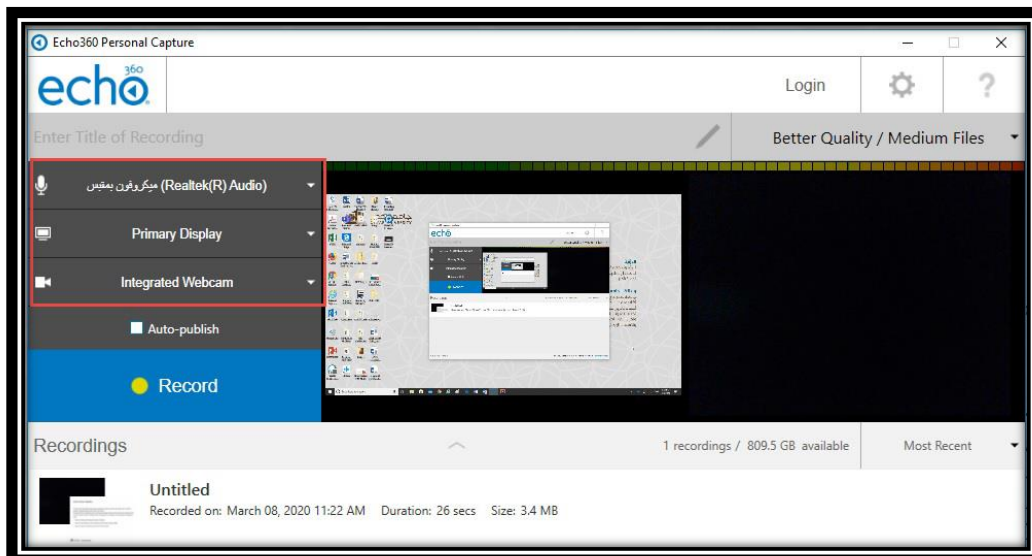 Echo360 Personal Capture
echo360
Login
?
Enter Title of Recording
Better Quality / Medium Files
ميكروفون بمقبس (Realtek(R) Audio)
Primary Display
Integrated Webcam
Auto-publish
Record
echo
Recordings
1 recordings / 809.5 GB available
Most Recent
Untitled
Recorded on: March 08, 2020 11:22 AM Duration: 26 secs Size: 3.4 MB